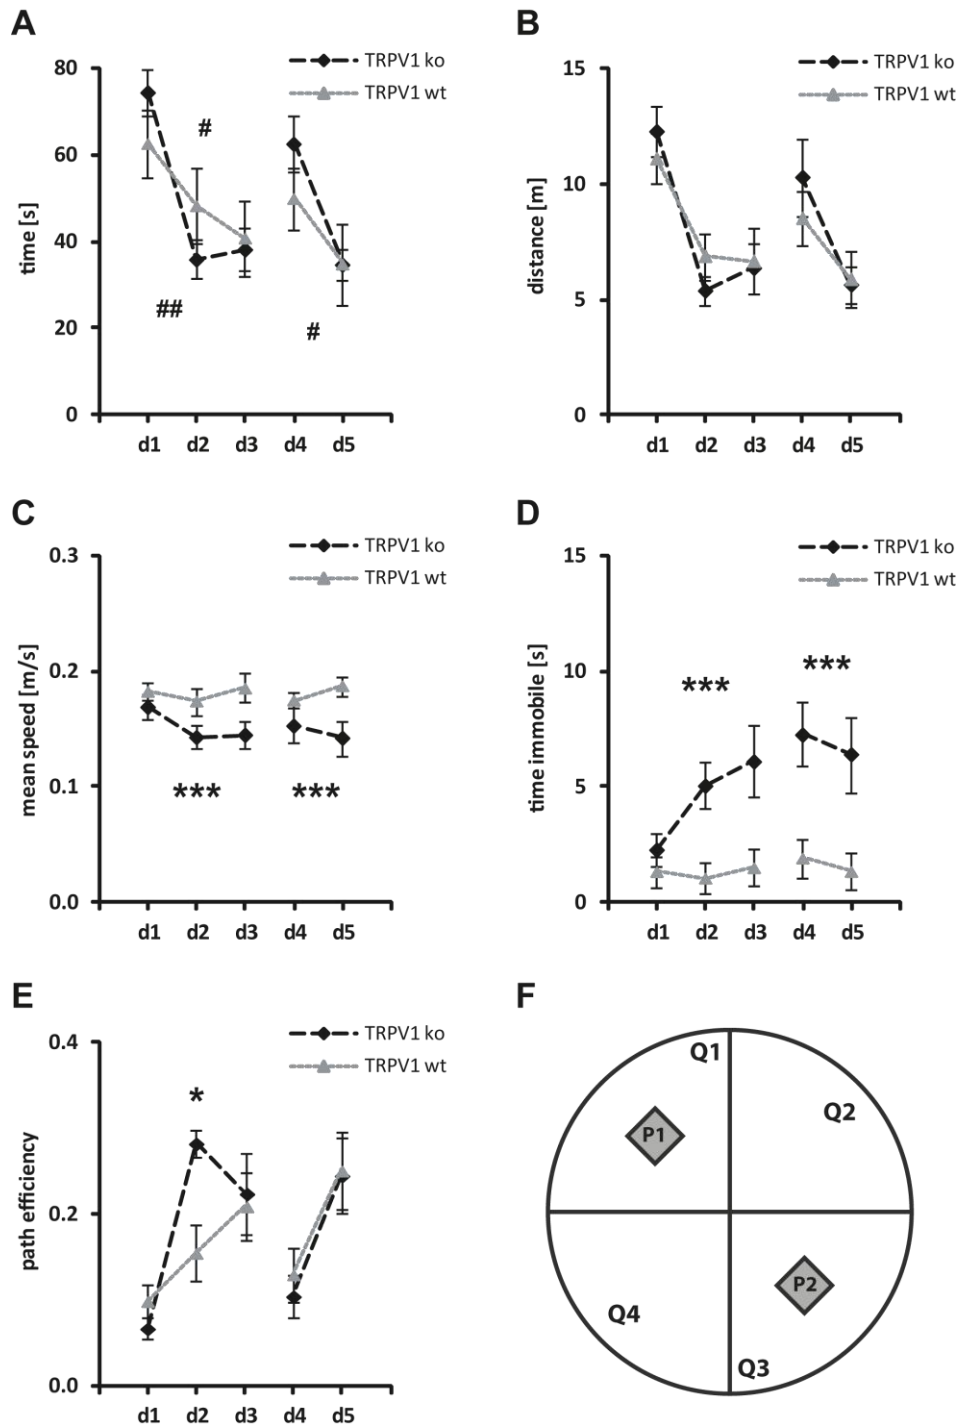 A
TRPV1 ko
TRPV1 wt
time [s]
80
60
40
20
0
#
##
#
d1 d2 d3 d4 d5
B
TRPV1 ko
TRPV1 wt
distance [m]
15
10
5
0
d1 d2 d3 d4 d5
C
TRPV1 ko
TRPV1 wt
mean speed [m/s]
0.3
0.2
0.1
0.0
*** ***
d1 d2 d3 d4 d5
D
TRPV1 ko
TRPV1 wt
time immobile [s]
15
10
5
0
***
***
d1 d2 d3 d4 d5
E
TRPV1 ko
TRPV1 wt
path efficiency
0.4
0.2
0.0
*
d1 d2 d3 d4 d5
F
Q1
Q2
P1
P2
Q4
Q3